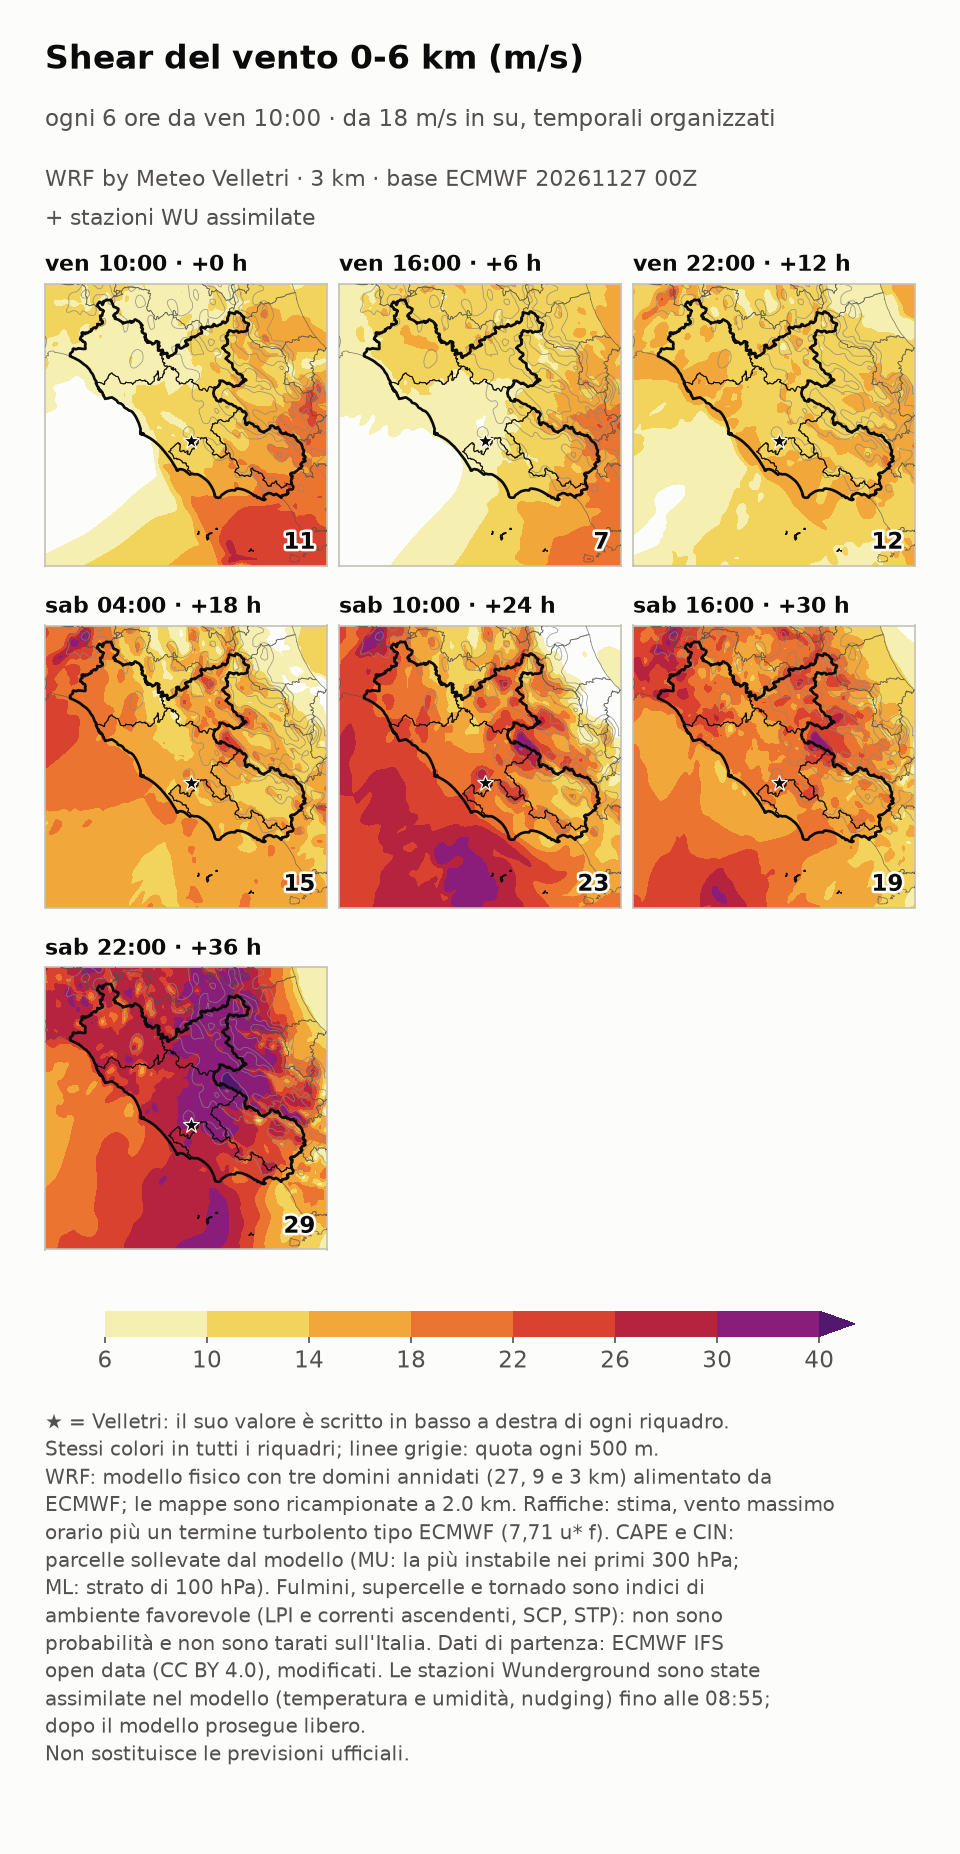 Shear del vento 0-6 km (m/s)
ogni 6 ore da ven 10:00 · da 18 m/s in su, temporali organizzati
WRF by Meteo Velletri · 3 km · base ECMWF 20261127 00Z
+ stazioni WU assimilate
ven 10:00 · +0 h
ven 16:00 · +6 h
ven 22:00 · +12 h
11
7
12
sab 04:00 · +18 h
sab 10:00 · +24 h
sab 16:00 · +30 h
15
23
19
sab 22:00 · +36 h
29
6 10 14 18 22 26 30 40
★ = Velletri: il suo valore è scritto in basso a destra di ogni riquadro.
Stessi colori in tutti i riquadri; linee grigie: quota ogni 500 m.
WRF: modello fisico con tre domini annidati (27, 9 e 3 km) alimentato da
ECMWF; le mappe sono ricampionate a 2.0 km. Raffiche: stima, vento massimo
orario più un termine turbolento tipo ECMWF (7,71 u* f). CAPE e CIN:
parcelle sollevate dal modello (MU: la più instabile nei primi 300 hPa;
ML: strato di 100 hPa). Fulmini, supercelle e tornado sono indici di
ambiente favorevole (LPI e correnti ascendenti, SCP, STP): non sono
probabilità e non sono tarati sull'Italia. Dati di partenza: ECMWF IFS
open data (CC BY 4.0), modificati. Le stazioni Wunderground sono state
assimilate nel modello (temperatura e umidità, nudging) fino alle 08:55;
dopo il modello prosegue libero.
Non sostituisce le previsioni ufficiali.